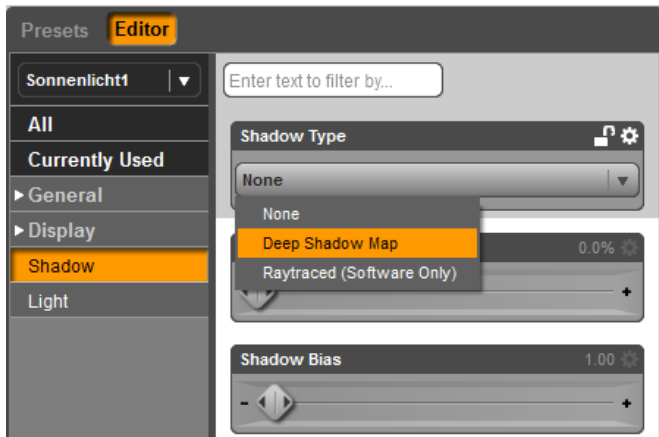 Presets Editor
Sonnenlicht1
All
Currently Used
General
Display
Shadow
Light
Enter text to filter by...
Shadow Type
None
None
Deep Shadow Map
Raytraced (Software Only)
0.0%
+
Shadow Bias 1.00
- +